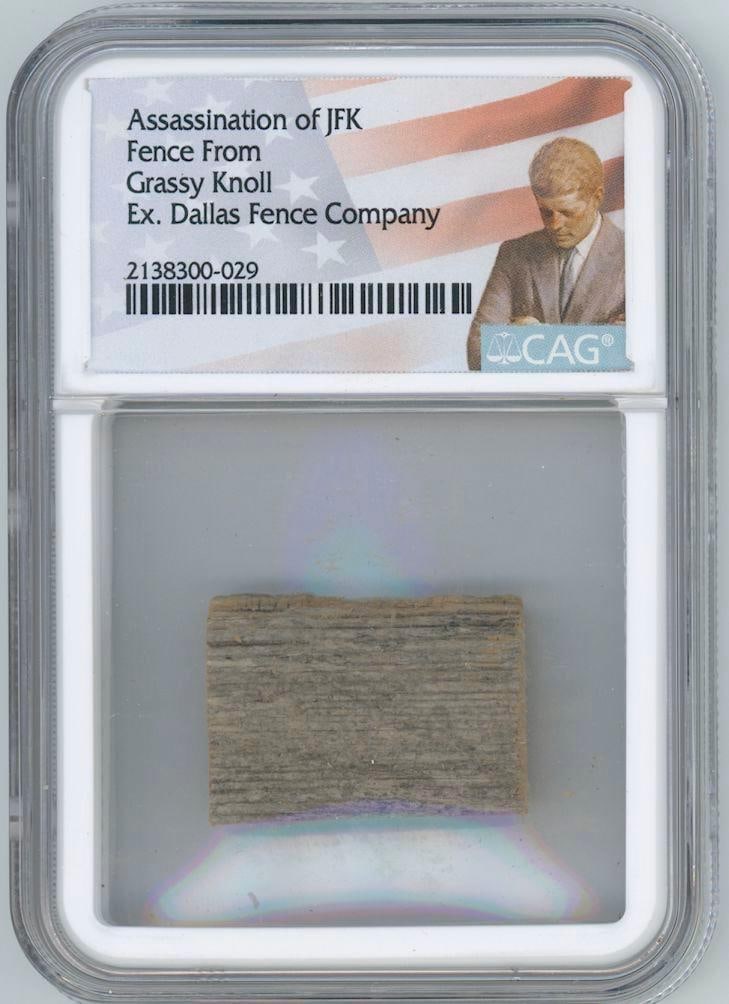 Assassination of JFK
Fence From
Grassy Knoll
Ex. Dallas Fence Company
2138300-029
CAG®